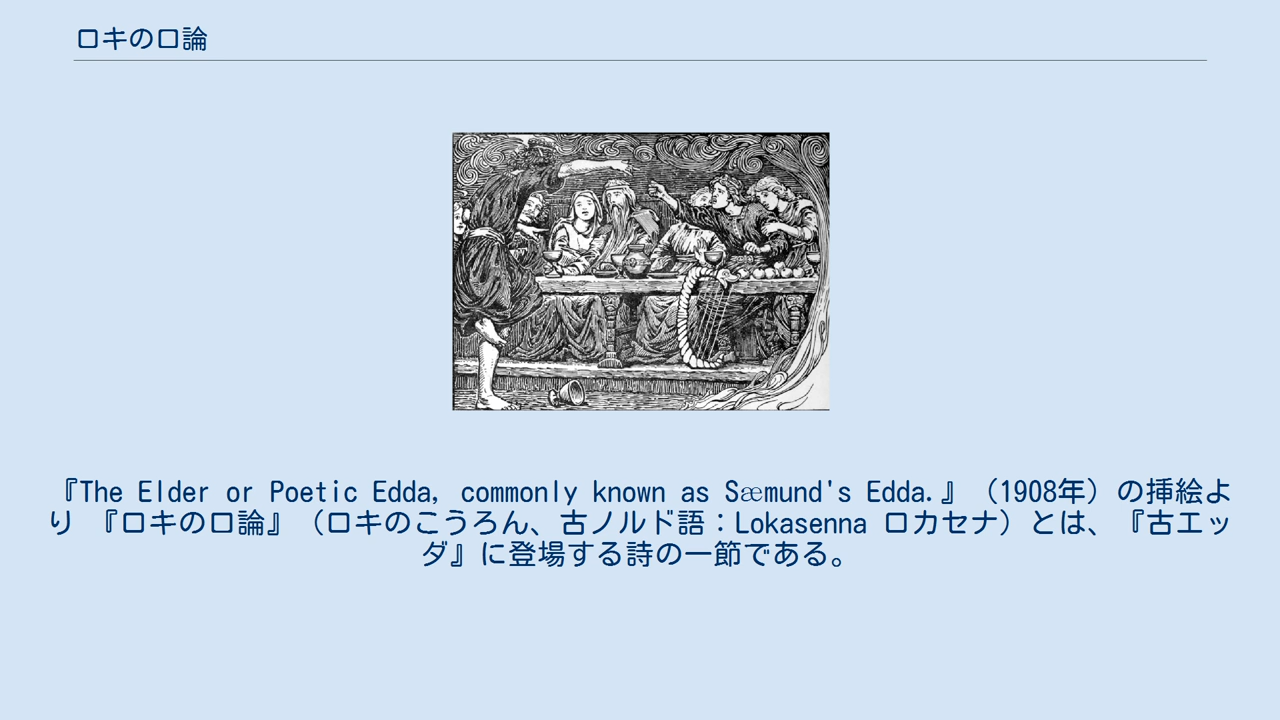 ロキの口論
『The Elder or Poetic Edda, commonly known as Sæmund's Edda.』（1908年）の挿絵よ
り 『ロキの口論』（ロキのこうろん、古ノルド語：Lokasenna ロカセナ）とは、『古エッ
ダ』に登場する詩の一節である。